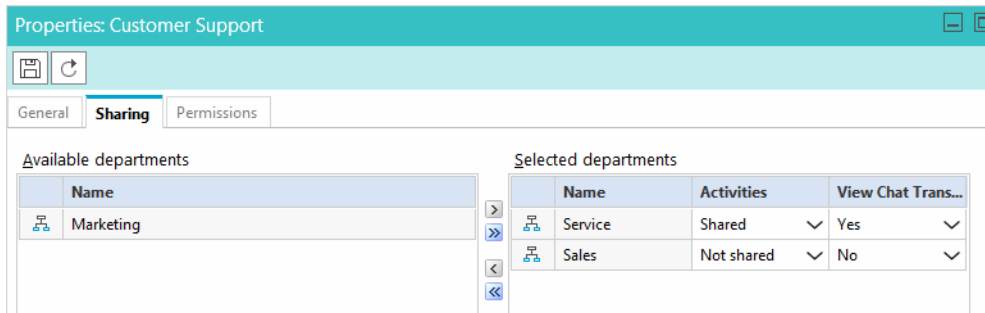 Properties: Customer Support
General Sharing Permissions
Available departments
Name
Marketing
Selected departments
Name Activities View Chat Trans...
Service Shared Yes
Sales Not shared No